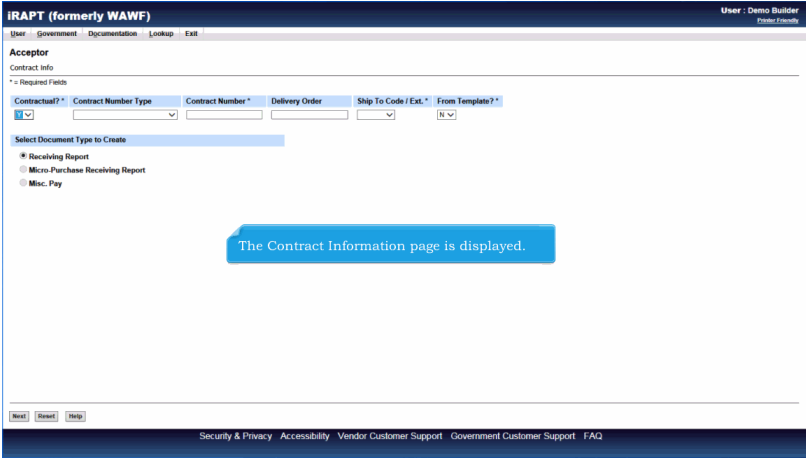 iRAPT (formerly WAWF)
User : Demo Builder
Printer Friendly
User Government Documentation Lookup Exit
Acceptor
Contract Info
* = Required Fields
Contractual? * Contract Number Type Contract Number * Delivery Order Ship To Code / Ext. * From Template? *
Y N
Select Document Type to Create
Receiving Report
Micro-Purchase Receiving Report
Misc. Pay
The Contract Information page is displayed.
Next Reset Help
Security & Privacy Accessibility Vendor Customer Support Government Customer Support FAQ